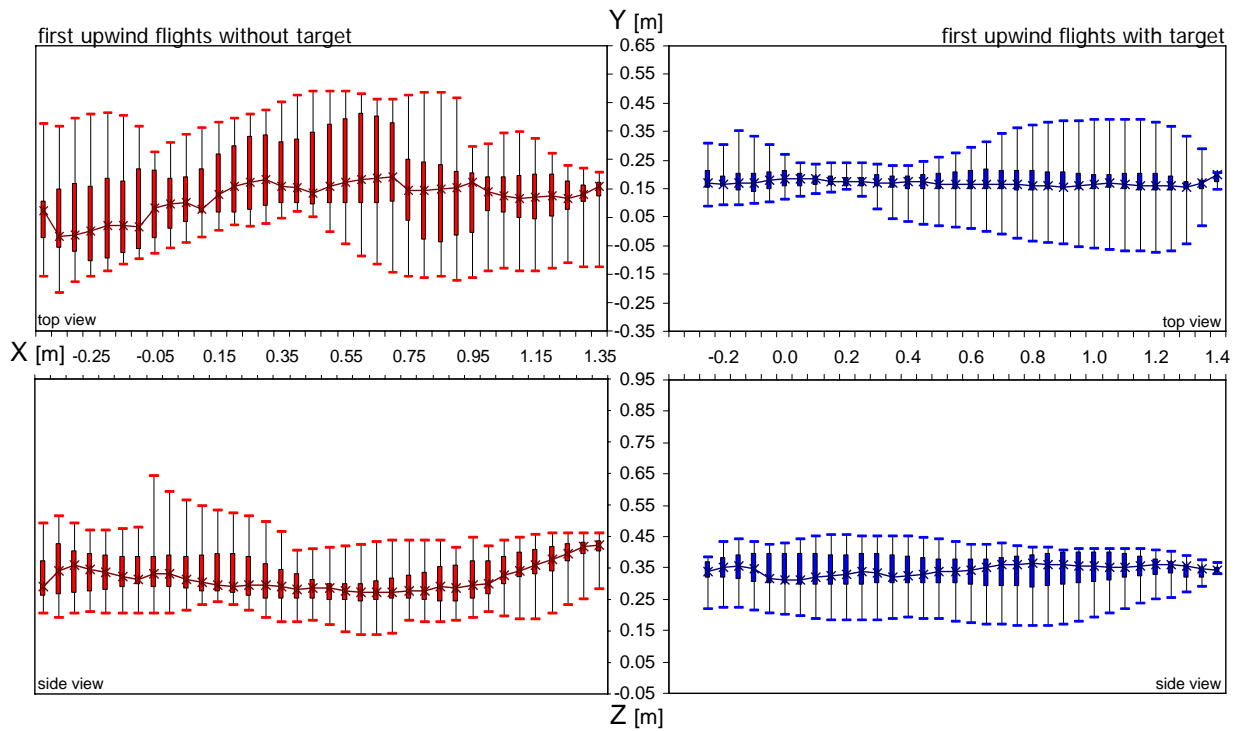 Y [m]
first upwind flights without target
first upwind flights with target
0.65
0.55
0.45
0.35
0.25
0.15
0.05
-0.05
-0.15
-0.25
-0.35
top view
top view
X [m] -0.25 -0.05 0.15 0.35 0.55 0.75 0.95 1.15 1.35
-0.2 0.0 0.2 0.4 0.6 0.8 1.0 1.2 1.4
0.95
0.85
0.75
0.65
0.55
0.45
0.35
0.25
0.15
0.05
-0.05
side view
side view
Z [m]